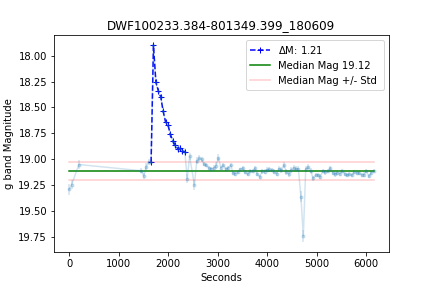 DWF100233.384-801349.399_180609
ΔM: 1.21
Median Mag 19.12
Median Mag +/- Std
g band Magnitude
18.00
18.25
18.50
18.75
19.00
19.25
19.50
19.75
0 1000 2000 3000 4000 5000 6000
Seconds